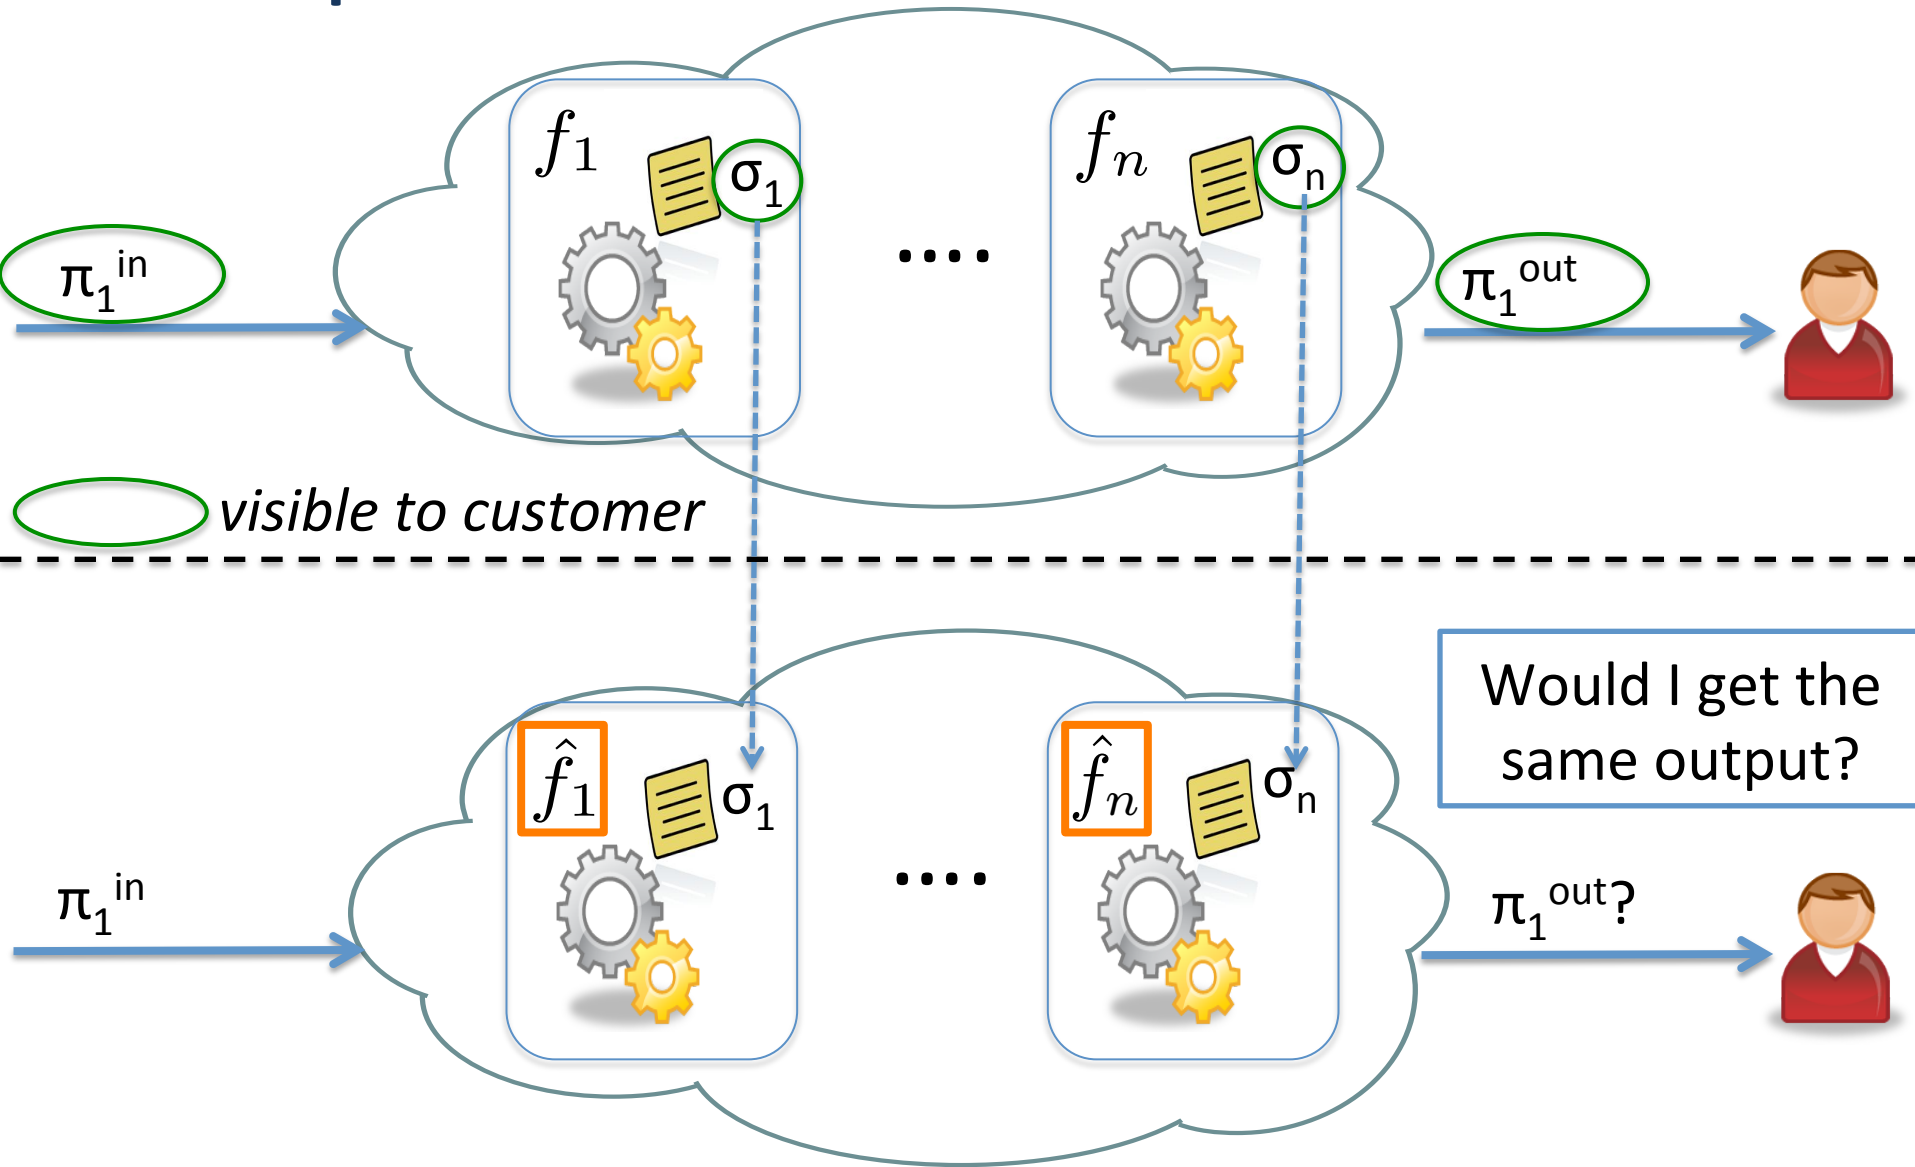 f₁ σ₁ .... fₙ σₙ
π₁ⁱⁿ
π₁ᵒᵘᵗ
visible to customer
Would I get the
same output?
f̂₁ σ₁ .... f̂ₙ σₙ
π₁ⁱⁿ
π₁ᵒᵘᵗ?